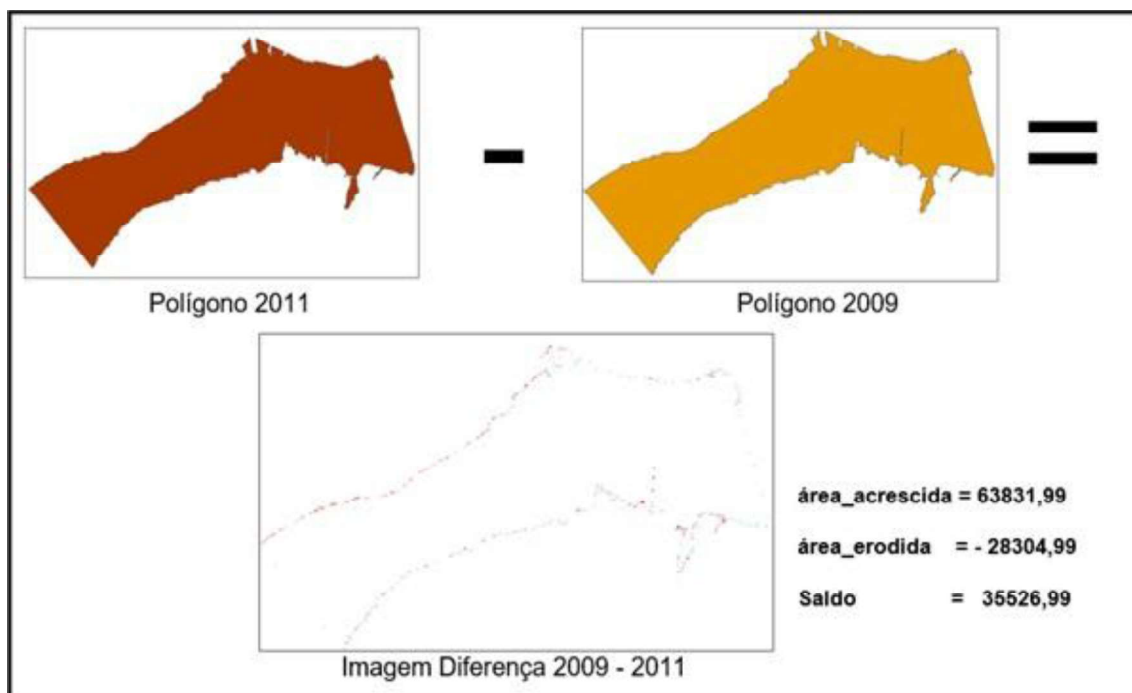 Polígono 2011
Polígono 2009
área_acrescida = 63831,99
área_erodida = - 28304,99
Saldo = 35526,99
Imagem Diferença 2009 - 2011